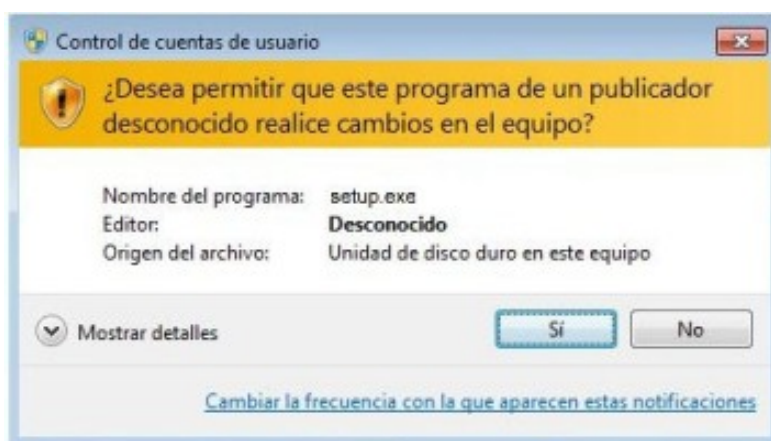 Control de cuentas de usuario
¿Desea permitir que este programa de un publicador
desconocido realice cambios en el equipo?
Nombre del programa: setup.exe
Editor: Desconocido
Origen del archivo: Unidad de disco duro en este equipo
Mostrar detalles
Sí
No
Cambiar la frecuencia con la que aparecen estas notificaciones